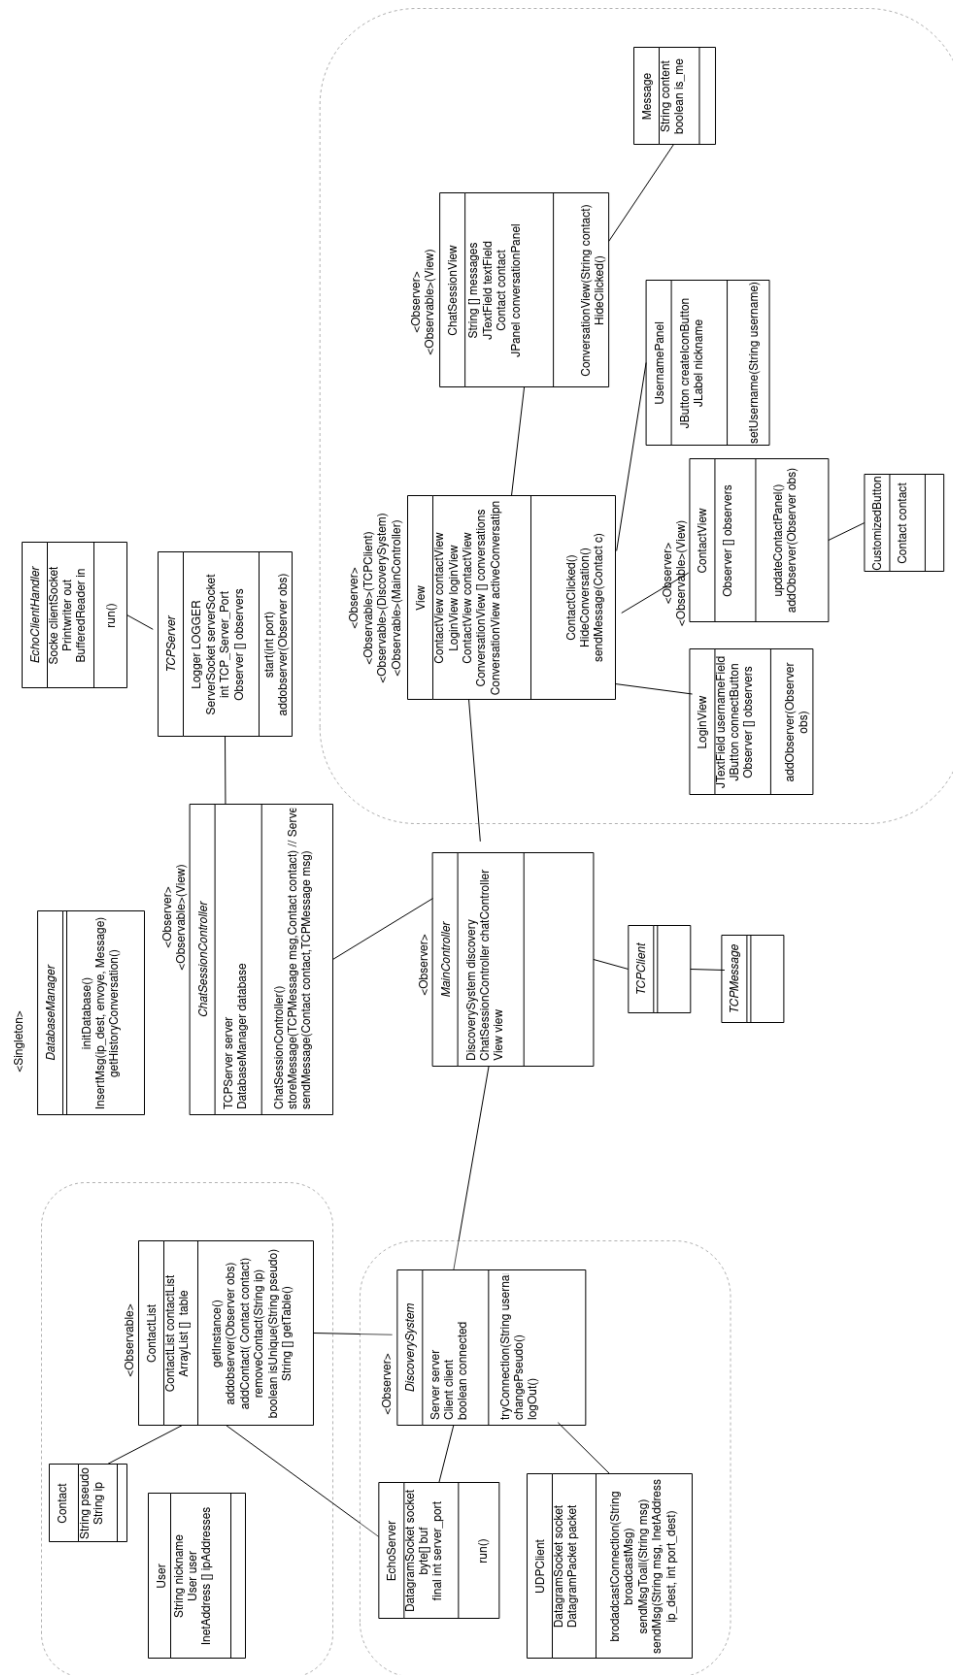 <Singleton>
DatabaseManager
initDatabase()
InsertMsg(ip_dest, envoye, Message)
getHistoryConversation()
EchoClientHandler
Socke clientSocket
Printwriter out
BufferedReader in
run()
TCPServer
Logger LOGGER
ServerSocket serverSocket
int TCP_Server_Port
Observer [] observers
start(int port)
addobserver(Observer obs)
<Observer>
<Observable>(View)
ChatSessionController
TCPServer server
DatabaseManager database
ChatSessionController()
storeMessage(TCPMessage msg,Contact contact) // Serve
sendMessage(Contact contact,TCPMessage msg)
<Observable>
ContactList
ContactList contactList
ArrayList [] table
getInstance()
addobserver(Observer obs)
addContact( Contact contact)
removeContact(String ip)
boolean isUnique(String pseudo)
String [] getTable()
Contact
String pseudo
String ip
User
String nickname
User user
InetAddress [] ipAddresses
<Observer>
DiscoverySystem
Server server
Client client
boolean connected
tryConnection(String userna
changePseudo()
logOut()
EchoServer
DatagramSocket socket
byte[] buf
final int server_port
run()
UDPClient
DatagramSocket socket
DatagramPacket packet
brodadcastConnection(String
broadcastMsg)
sendMsgToall(String msg)
sendMsg(String msg, InetAddress
ip_dest, int port_dest)
<Observer>
MainController
DiscoverySystem discovery
ChatSessionController chatController
View view
TCPClient
TCPMessage
<Observer>
<Observable>(TCPClient)
<Observable>(DiscoverySystem)
<Observable>(MainController)
View
ContactView contactView
LoginView loginView
ContactView contactView
ConversationView [] conversations
ConversationView activeConversatipn
ContactClicked()
HideConversation()
sendMessage(Contact c)
<Observer>
<Observable>(View)
ChatSessionView
String [] messages
JTextField textField
Contact contact
JPanel conversationPanel
ConversationView(String contact)
HideClicked()
Message
String content
boolean is_me
UsernamePanel
JButton createIconButton
JLabel nickname
setUsername(String username)
<Observer>
<Observable>(View)
ContactView
Observer [] observers
updateContactPanel()
addObserver(Observer obs)
CustomizedButton
Contact contact
LoginView
JTextField usernameField
JButton connectButton
Observer [] observers
addObserver(Observer
obs)